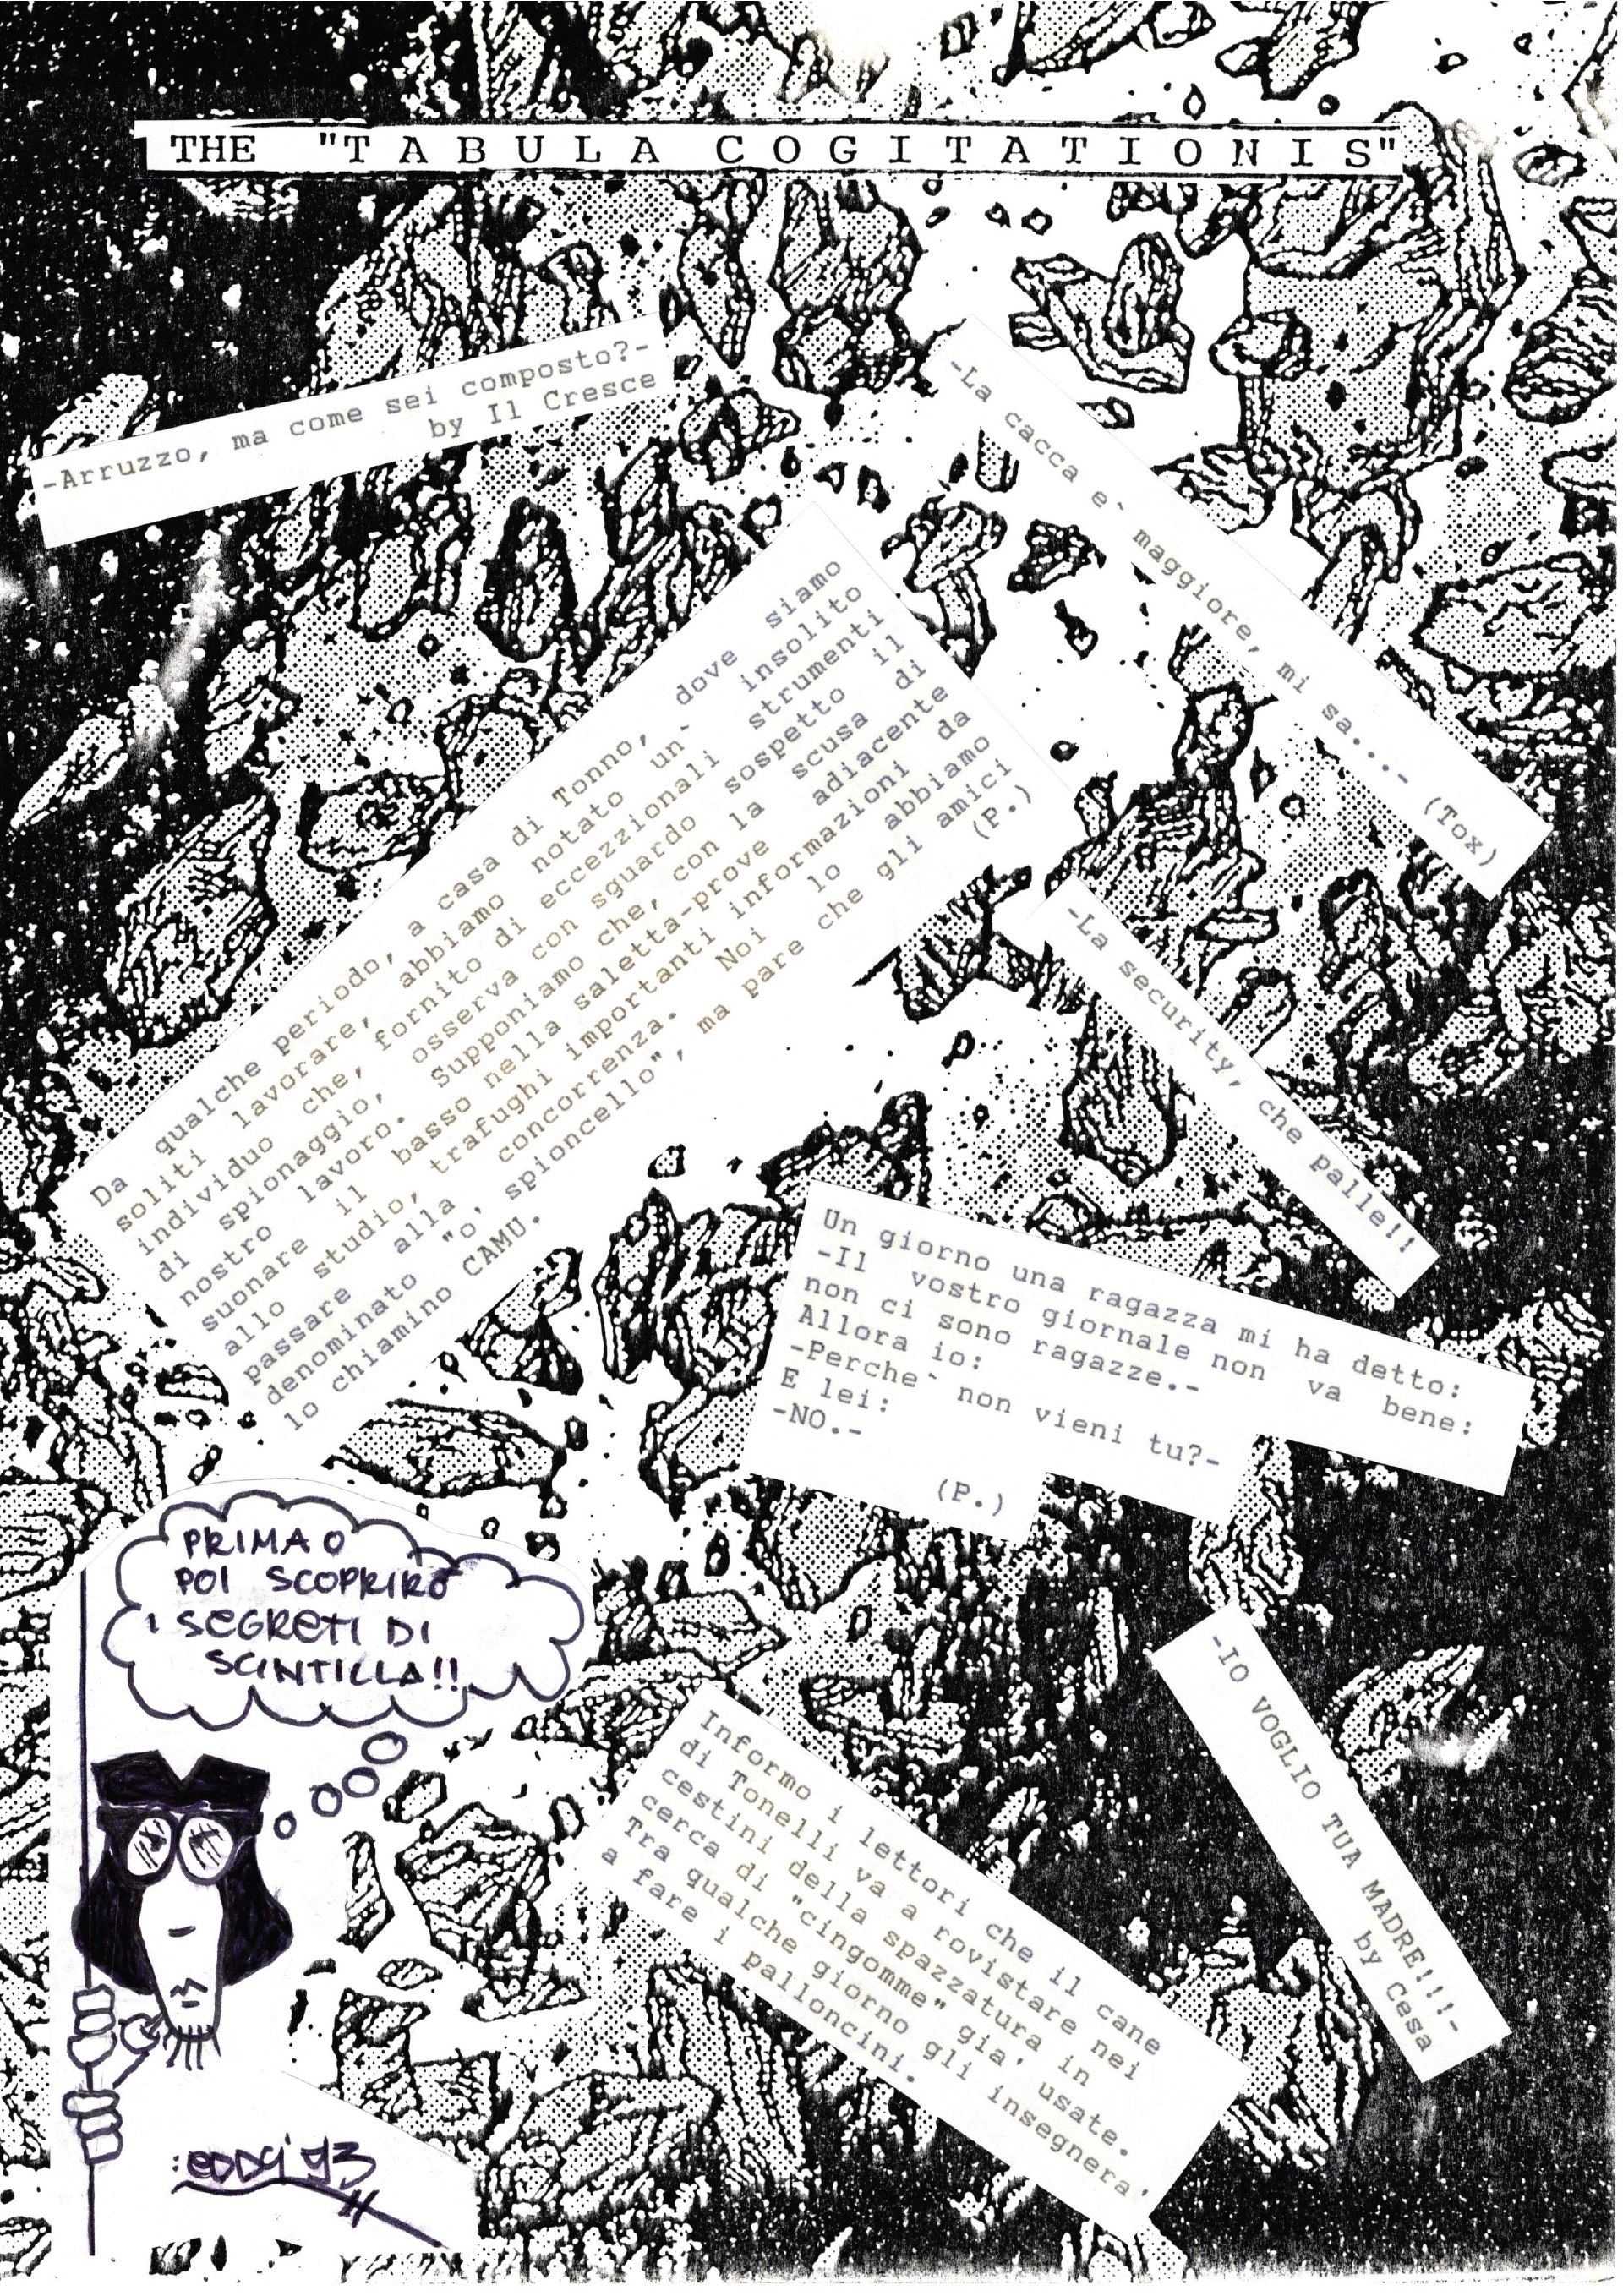 THE "TABULA COGITATIONIS"
-Arruzzo, ma come sei composto?-
by Il Cresce
-La cacca e` maggiore, mi sa...- (Tox)
Da qualche periodo, a casa di Tonno, dove siamo
soliti lavorare, abbiamo notato un` insolito
individuo che, fornito di eccezzionali strumenti
di spionaggio, osserva con sguardo sospetto il
nostro lavoro. Supponiamo che, con la scusa di
suonare il basso nella saletta-prove adiacente
allo studio, trafughi importanti informazioni da
passare alla concorrenza. Noi lo abbiamo
denominato "o' spioncello", ma pare che gli amici
lo chiamino CAMU. (P.)
-La security, che palle!!
Un giorno una ragazza mi ha detto:
-Il vostro giornale non va bene:
non ci sono ragazze.-
Allora io:
-Perche` non vieni tu?-
E lei:
-NO.-
(P.)
PRIMA O
POI SCOPRIRÒ
I SEGRETI DI
SCINTILLA!!
-IO VOGLIO TUA MADRE!!!-
by Cesa
Informo i lettori che il cane
di Tonelli va a rovistare nei
cestini della spazzatura in
cerca di "cingomme" gia' usate.
Tra qualche giorno gli insegnera'
a fare i palloncini.
:eddy '93